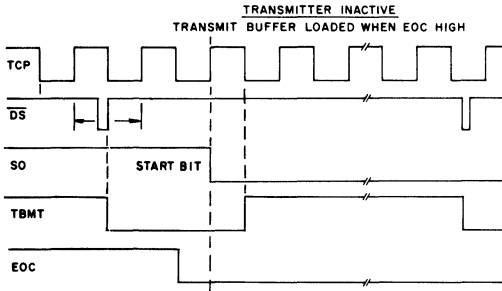 TRANSMITTER INACTIVE
TRANSMIT BUFFER LOADED WHEN EOC HIGH
TCP
DS
SO
START BIT
TBMT
EOC